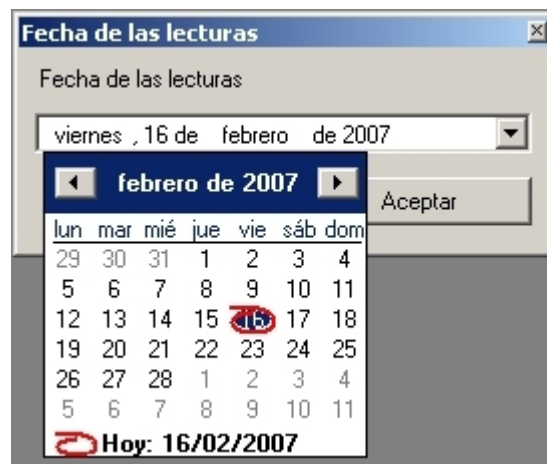 Fecha de las lecturas
Fecha de las lecturas
viernes , 16 de febrero de 2007
febrero de 2007
Aceptar
lun mar mié jue vie sáb dom
29 30 31 1 2 3 4
5 6 7 8 9 10 11
12 13 14 15 16 17 18
19 20 21 22 23 24 25
26 27 28 1 2 3 4
5 6 7 8 9 10 11
Hoy: 16/02/2007